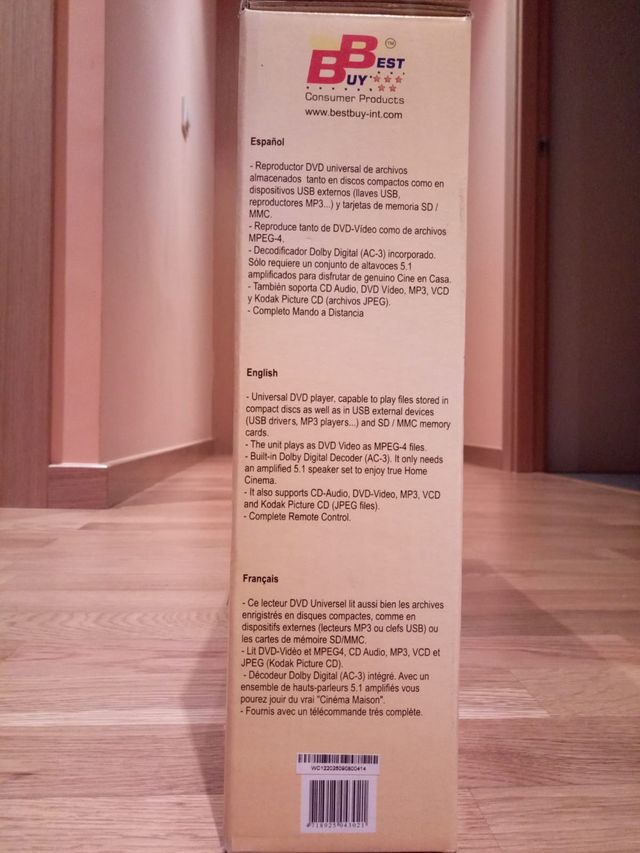 BEST
BUY
TM
Consumer Products
www.bestbuy-int.com
Español
- Reproductor DVD universal de archivos
almacenados tanto en discos compactos como en
dispositivos USB externos (llaves USB,
reproductores MP3...) y tarjetas de memoria SD /
MMC.
- Reproduce tanto de DVD-Vídeo como de archivos
MPEG-4.
- Decodificador Dolby Digital (AC-3) incorporado.
Sólo requiere un conjunto de altavoces 5.1
amplificados para disfrutar de genuino Cine en Casa.
- También soporta CD Audio, DVD Video, MP3, VCD
y Kodak Picture CD (archivos JPEG).
- Completo Mando a Distancia
English
- Universal DVD player, capable to play files stored in
compact discs as well as in USB external devices
(USB drivers, MP3 players...) and SD / MMC memory
cards.
- The unit plays as DVD Video as MPEG-4 files.
- Built-in Dolby Digital Decoder (AC-3). It only needs
an amplified 5.1 speaker set to enjoy true Home
Cinema.
- It also supports CD-Audio, DVD-Video, MP3, VCD
and Kodak Picture CD (JPEG files).
- Complete Remote Control.
Français
- Ce lecteur DVD Universel lit aussi bien les archives
enrigistrés en disques compactes, comme en
dispositifs externes (lecteurs MP3 ou clefs USB) ou
les cartes de mémoire SD/MMC.
- Lit DVD-Vidéo et MPEG4, CD Audio, MP3, VCD et
JPEG (Kodak Picture CD).
- Décodeur Dolby Digital (AC-3) intégré. Avec un
ensemble de hauts-parleurs 5.1 amplifiés vous
pourez jouir du vrai "Cinéma Maison".
- Fournis avec un télécommande trés complète.
WC122035090800414
718925 043021